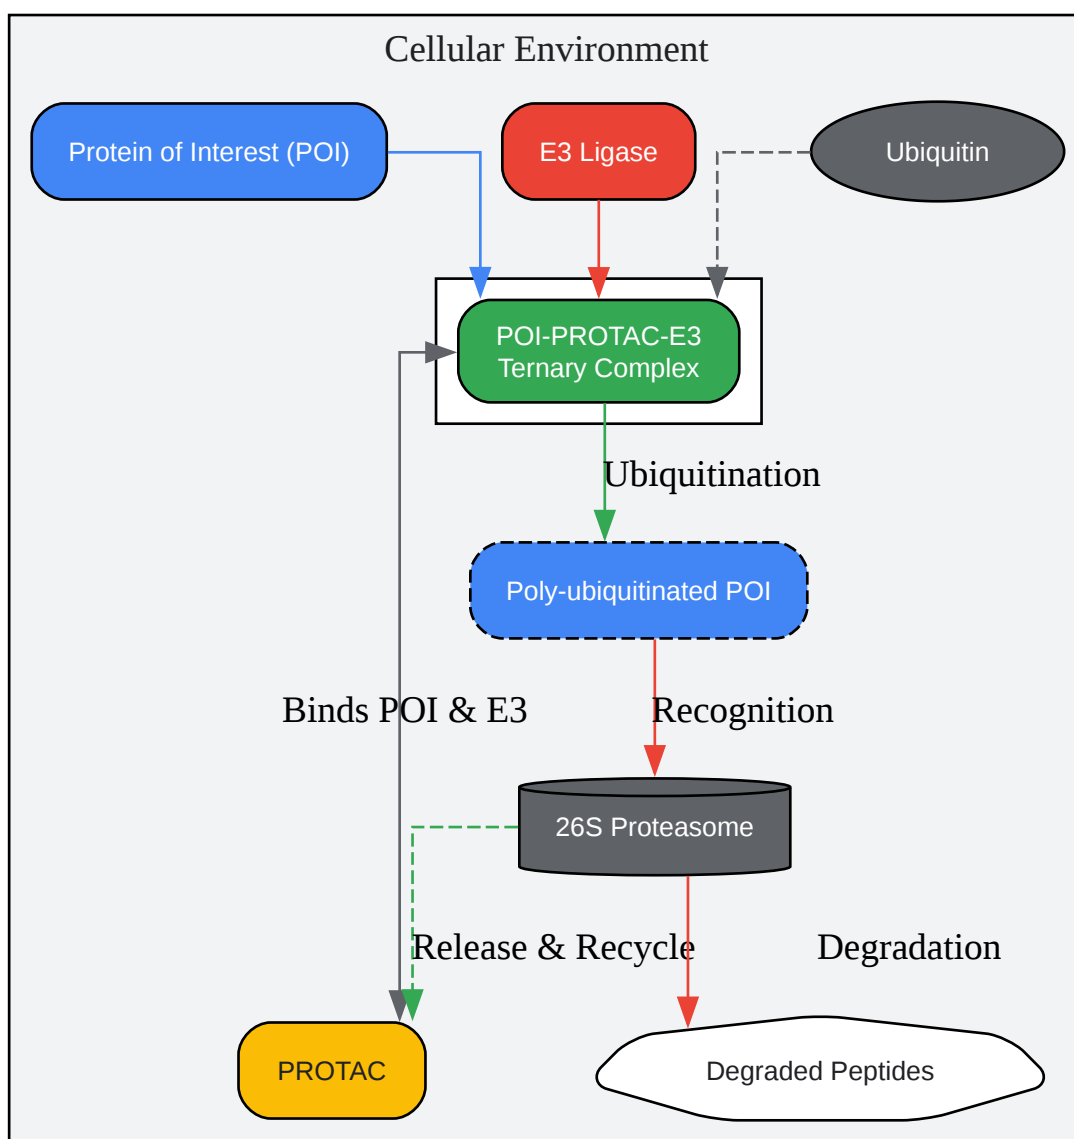 Cellular Environment
Protein of Interest (POI)
E3 Ligase
Ubiquitin
POI-PROTAC-E3
Ternary Complex
Ubiquitination
Poly-ubiquitinated POI
Binds POI & E3
Recognition
26S Proteasome
Release & Recycle
Degradation
PROTAC
Degraded Peptides